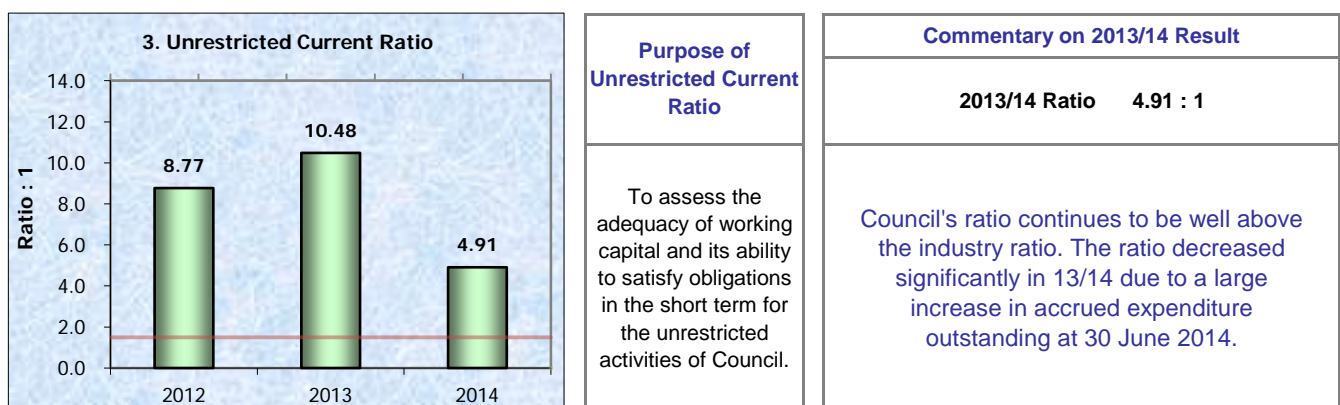 3. Unrestricted Current Ratio
14.0
12.0
10.0
8.0
6.0
4.0
2.0
0.0
Ratio : 1
8.77
10.48
4.91
2012
2013
2014
Purpose of
Unrestricted Current
Ratio
To assess the
adequacy of working
capital and its ability
to satisfy obligations
in the short term for
the unrestricted
activities of Council.
Commentary on 2013/14 Result
2013/14 Ratio 4.91 : 1
Council's ratio continues to be well above
the industry ratio. The ratio decreased
significantly in 13/14 due to a large
increase in accrued expenditure
outstanding at 30 June 2014.